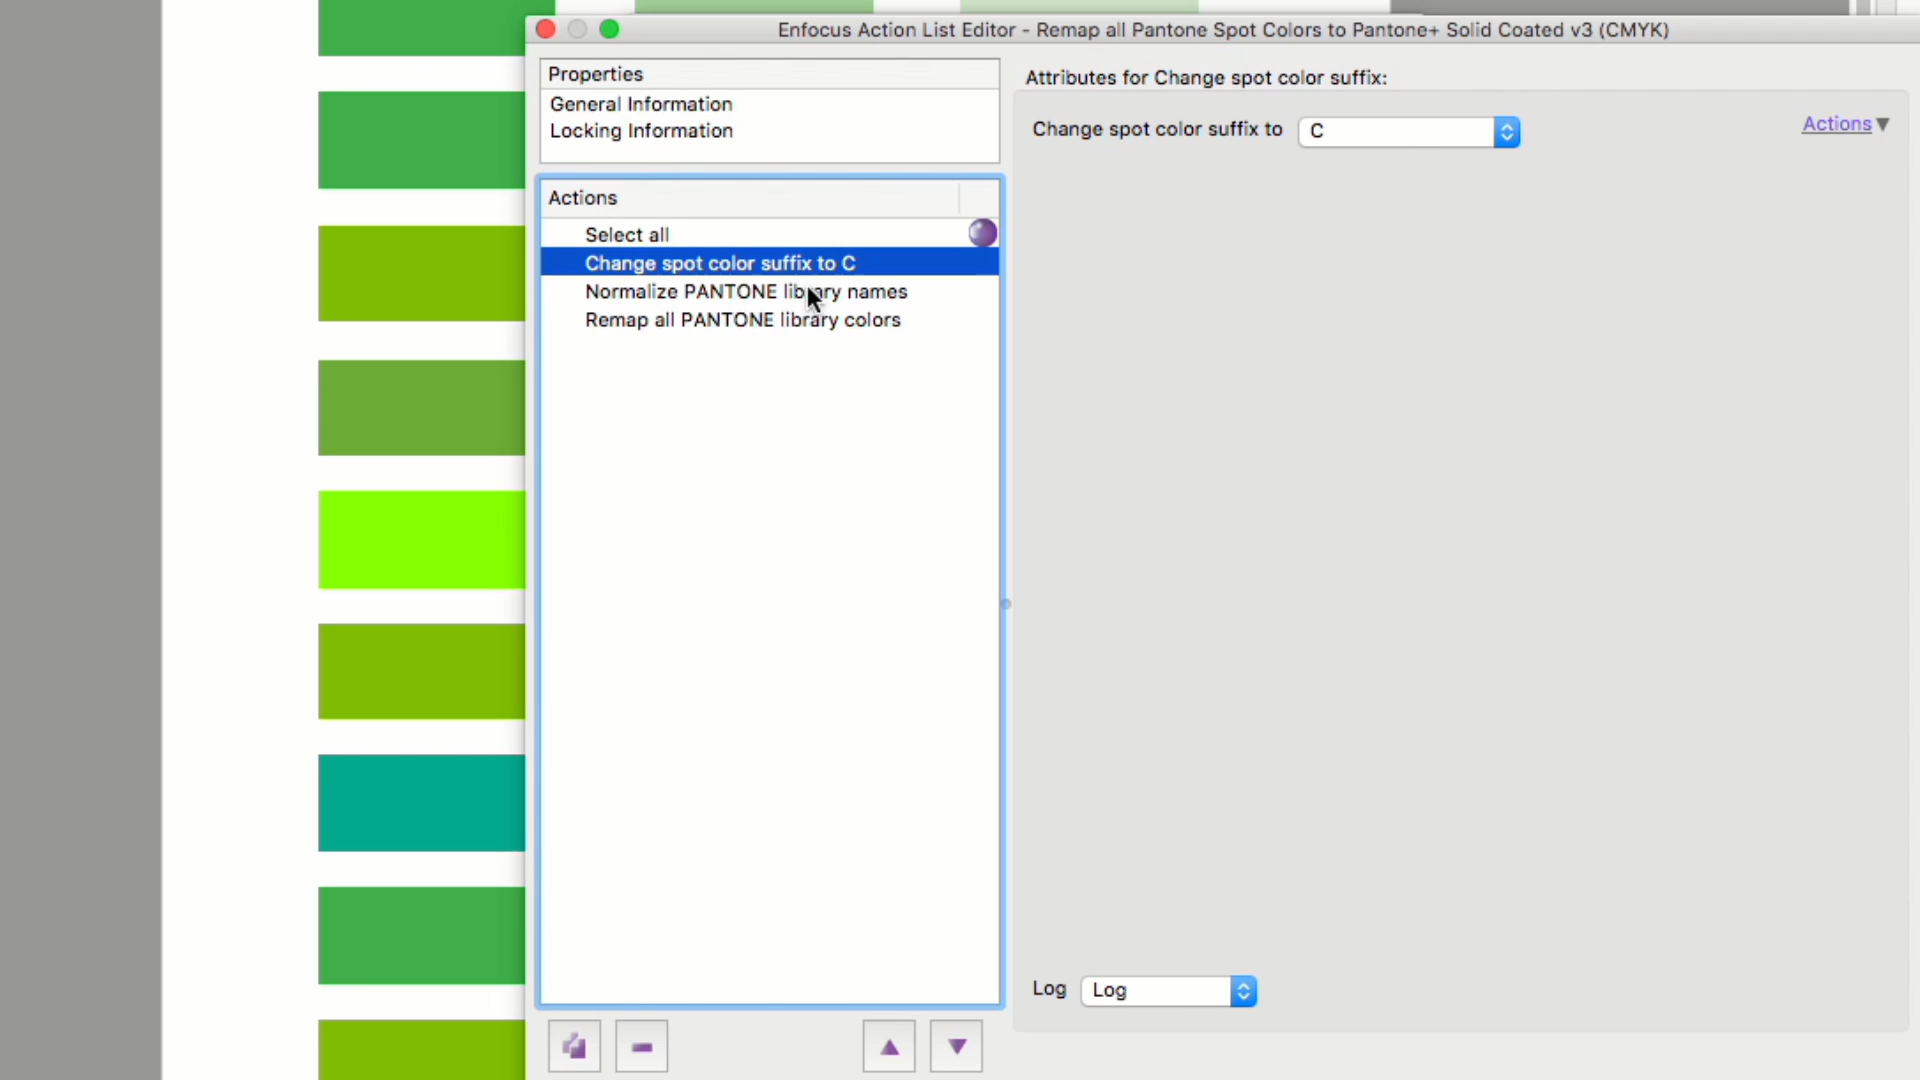 Enfocus Action List Editor - Remap all Pantone Spot Colors to Pantone+ Solid Coated v3 (CMYK)
Properties
General Information
Locking Information
Actions
Select all
Change spot color suffix to C
Normalize PANTONE library names
Remap all PANTONE library colors
Attributes for Change spot color suffix:
Change spot color suffix to C
Actions
Log Log